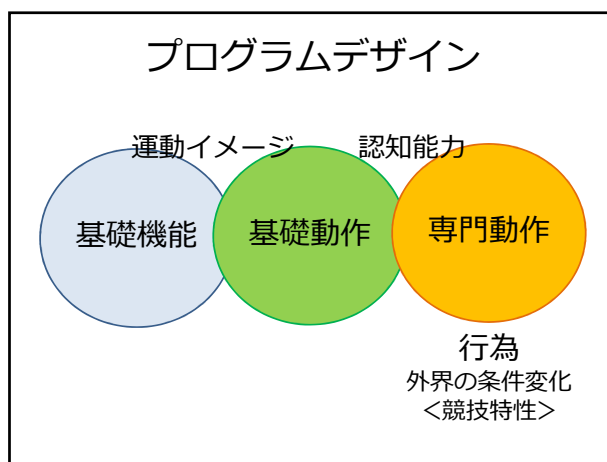 プログラムデザイン
運動イメージ
認知能力
基礎機能
基礎動作
専門動作
行為
外界の条件変化
＜競技特性＞